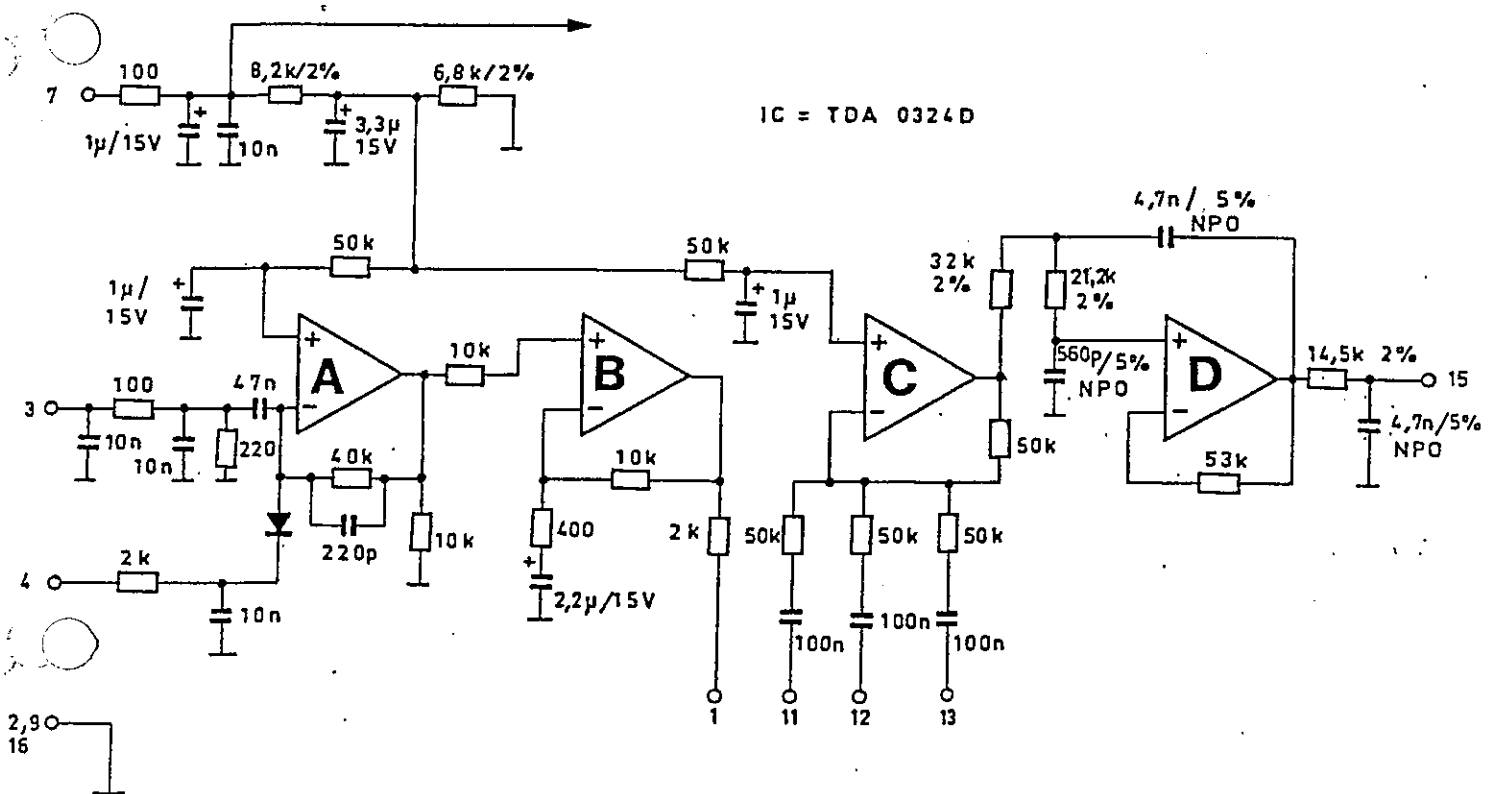 100
8,2k/2%
6,8k/2%
7
1µ/15V
10n
3,3µ
15V
IC = TDA 0324D
4,7n/ 5%
NPO
50k
50k
32k
2%
21,2k
2%
1µ/
15V
1µ
15V
+
A
-
10k
+
B
-
+
C
-
560p/5%
NPO
+
D
-
14,5k 2%
15
4,7n/5%
NPO
53k
100
47n
3
10n
10n
220
40k
220p
10k
10k
400
2,2µ/15V
2k
50k
50k
50k
50k
2k
4
10n
100n
100n
100n
1
11
12
13
2,9
16